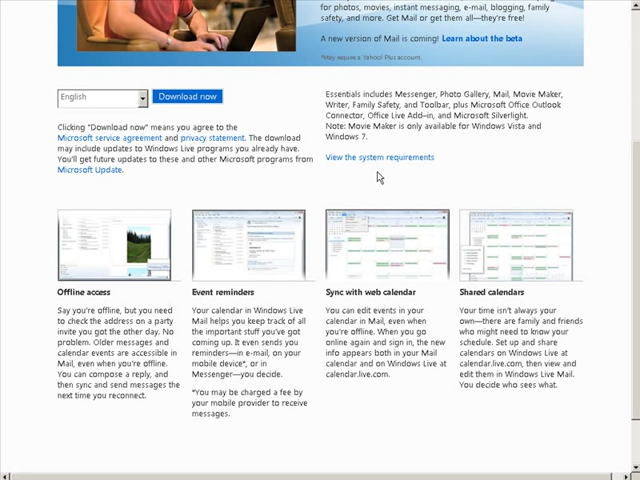 for photos, movies, instant messaging, e-mail, blogging, family
safety, and more. Get Mail or get them all—they're free!
A new version of Mail is coming! Learn about the beta
*May require a Yahoo! Plus account.
English
Download now
Clicking "Download now" means you agree to the
Microsoft service agreement and privacy statement. The download
may include updates to Windows Live programs you already have.
You'll get future updates to these and other Microsoft programs from
Microsoft Update.
Essentials includes Messenger, Photo Gallery, Mail, Movie Maker,
Writer, Family Safety, and Toolbar, plus Microsoft Office Outlook
Connector, Office Live Add-in, and Microsoft Silverlight.
Note: Movie Maker is only available for Windows Vista and
Windows 7.
View the system requirements
Offline access
Say you're offline, but you need
to check the address on a party
invite you got the other day. No
problem. Older messages and
calendar events are accessible in
Mail, even when you're offline.
You can compose a reply, and
then sync and send messages the
next time you reconnect.
Event reminders
Your calendar in Windows Live
Mail helps you keep track of all
the important stuff you've got
coming up. It even sends you
reminders—in e-mail, on your
mobile device*, or in
Messenger—you decide.
*You may be charged a fee by
your mobile provider to receive
messages.
Sync with web calendar
You can edit events in your
calendar in Mail, even when
you're offline. When you go
online again and sign in, the new
info appears both in your Mail
calendar and on Windows Live at
calendar.live.com.
Shared calendars
Your time isn't always your
own—there are family and friends
who might need to know your
schedule. Set up and share
calendars on Windows Live at
calendar.live.com, then view and
edit them in Windows Live Mail.
You decide who sees what.